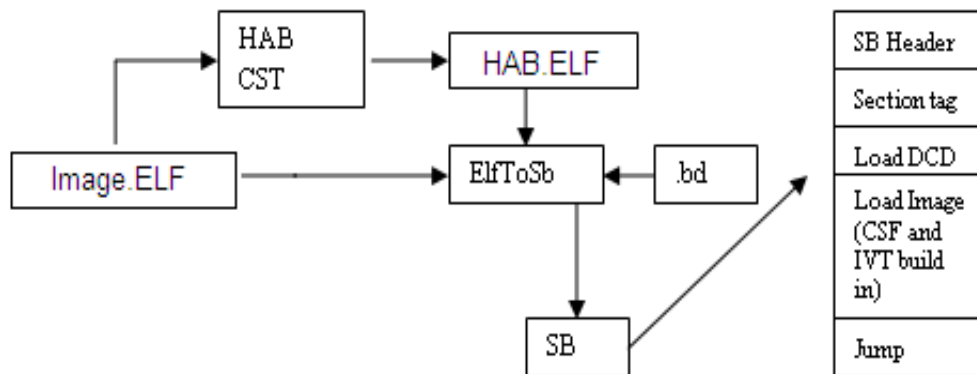 HAB
CST
HAB.ELF
Image.ELF
ElfToSb
.bd
SB
SB Header
Section tag
Load DCD
Load Image
(CSF and
IVT build
in)
Jump